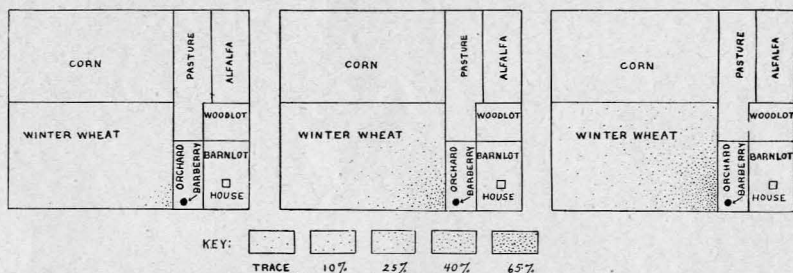 CORN
PASTURE
ALFALFA
WINTER WHEAT
WOODLOT
ORCHARD
BARBERRY
BARNLOT
HOUSE
CORN
PASTURE
ALFALFA
WINTER WHEAT
WOODLOT
ORCHARD
BARBERRY
BARNLOT
HOUSE
CORN
PASTURE
ALFALFA
WINTER WHEAT
WOODLOT
ORCHARD
BARBERRY
BARNLOT
HOUSE
KEY:
TRACE 10% 25% 40% 65%